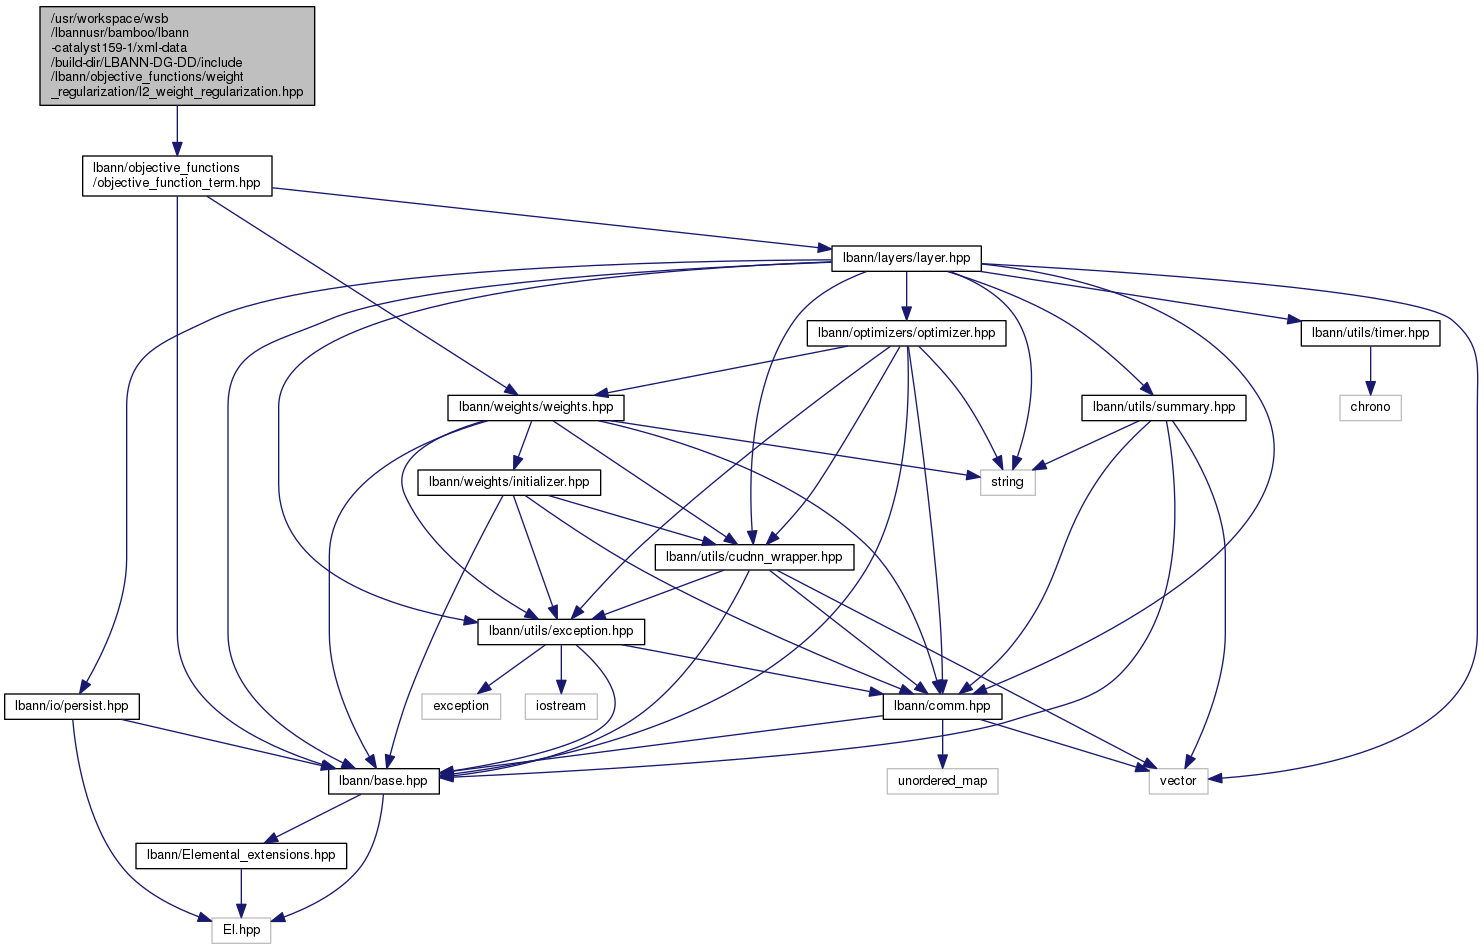 /usr/workspace/wsb
/lbannusr/bamboo/lbann
-catalyst159-1/xml-data
/build-dir/LBANN-DG-DD/include
/lbann/objective_functions/weight
_regularization/l2_weight_regularization.hpp
lbann/objective_functions
/objective_function_term.hpp
lbann/layers/layer.hpp
lbann/optimizers/optimizer.hpp
lbann/utils/timer.hpp
lbann/weights/weights.hpp
lbann/utils/summary.hpp
chrono
lbann/weights/initializer.hpp
string
lbann/utils/cudnn_wrapper.hpp
lbann/utils/exception.hpp
lbann/io/persist.hpp
exception
iostream
lbann/comm.hpp
lbann/base.hpp
unordered_map
vector
lbann/Elemental_extensions.hpp
El.hpp